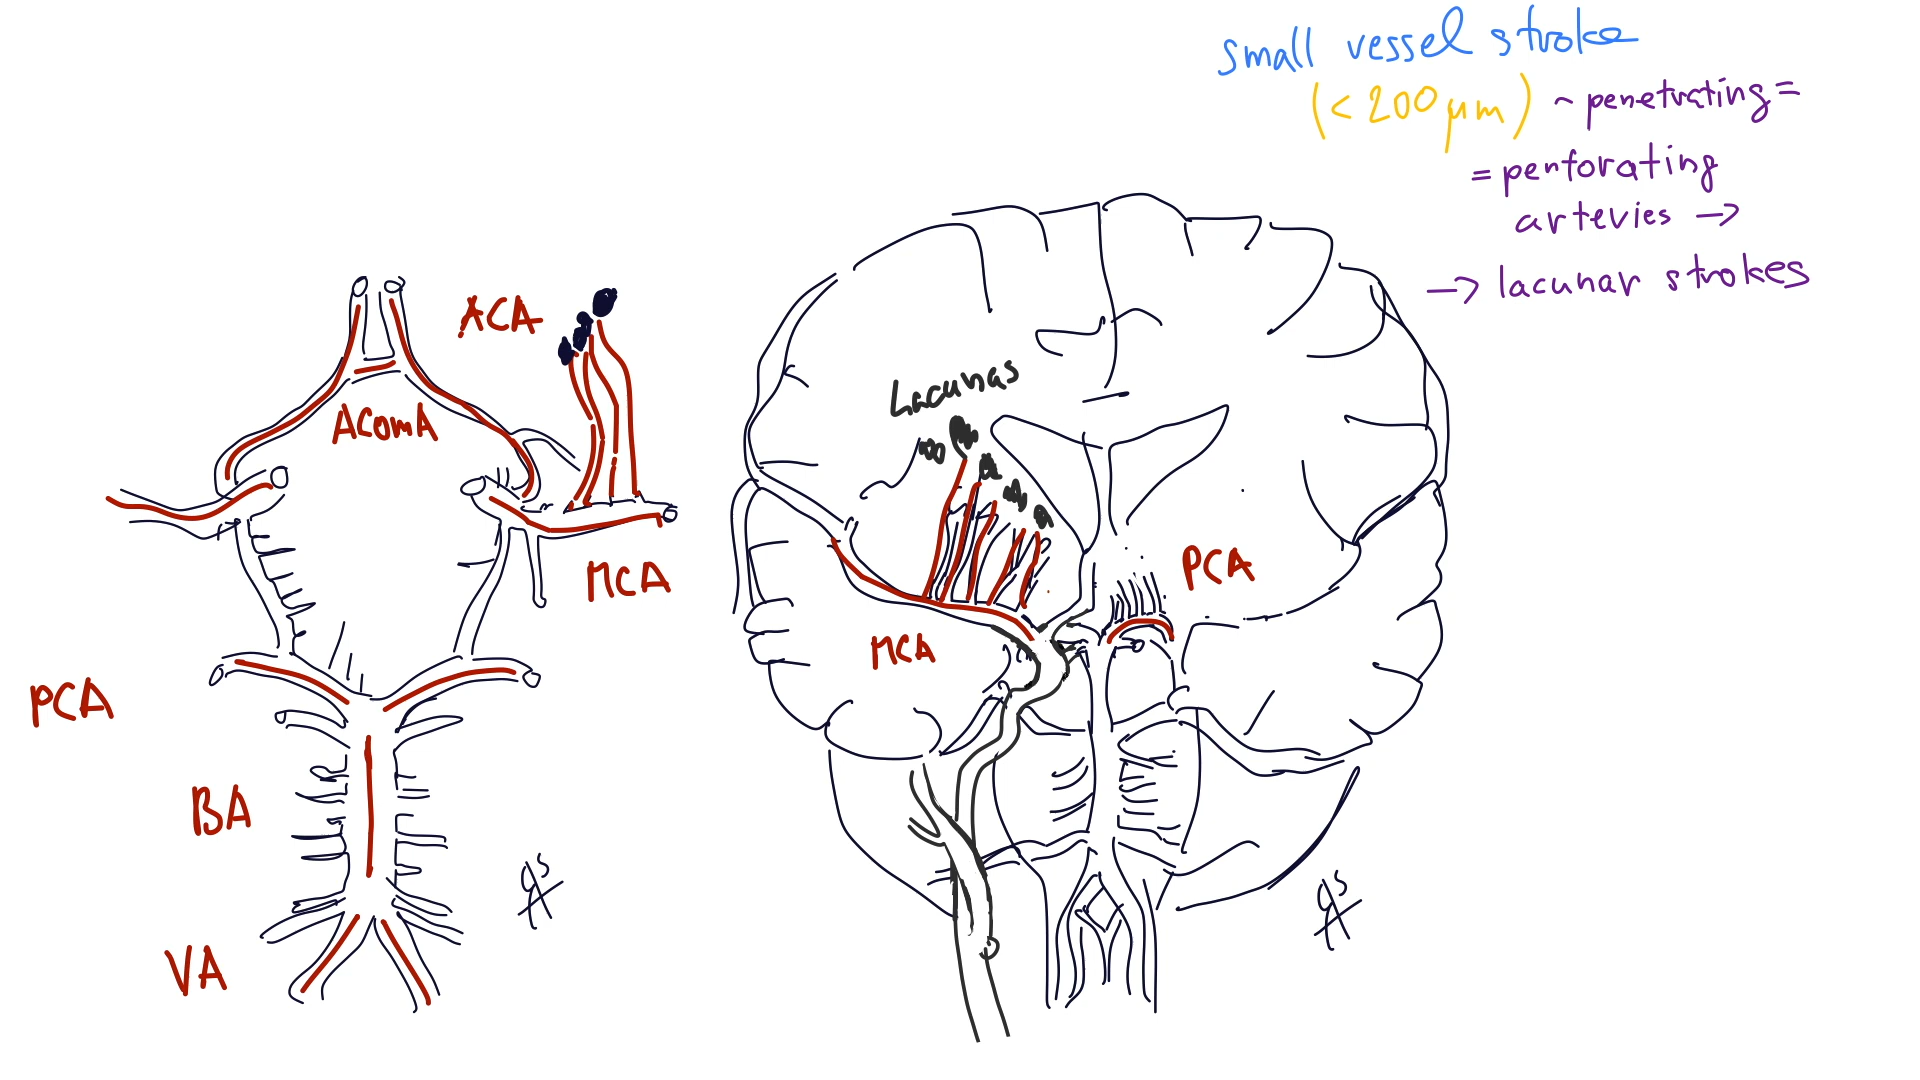 small vessel stroke
(< 200 µm) ~ penetrating =
= perforating
arteries →
→ lacunar strokes
ACA
AComA
MCA
PCA
BA
VA
Lacunas
PCA
MCA